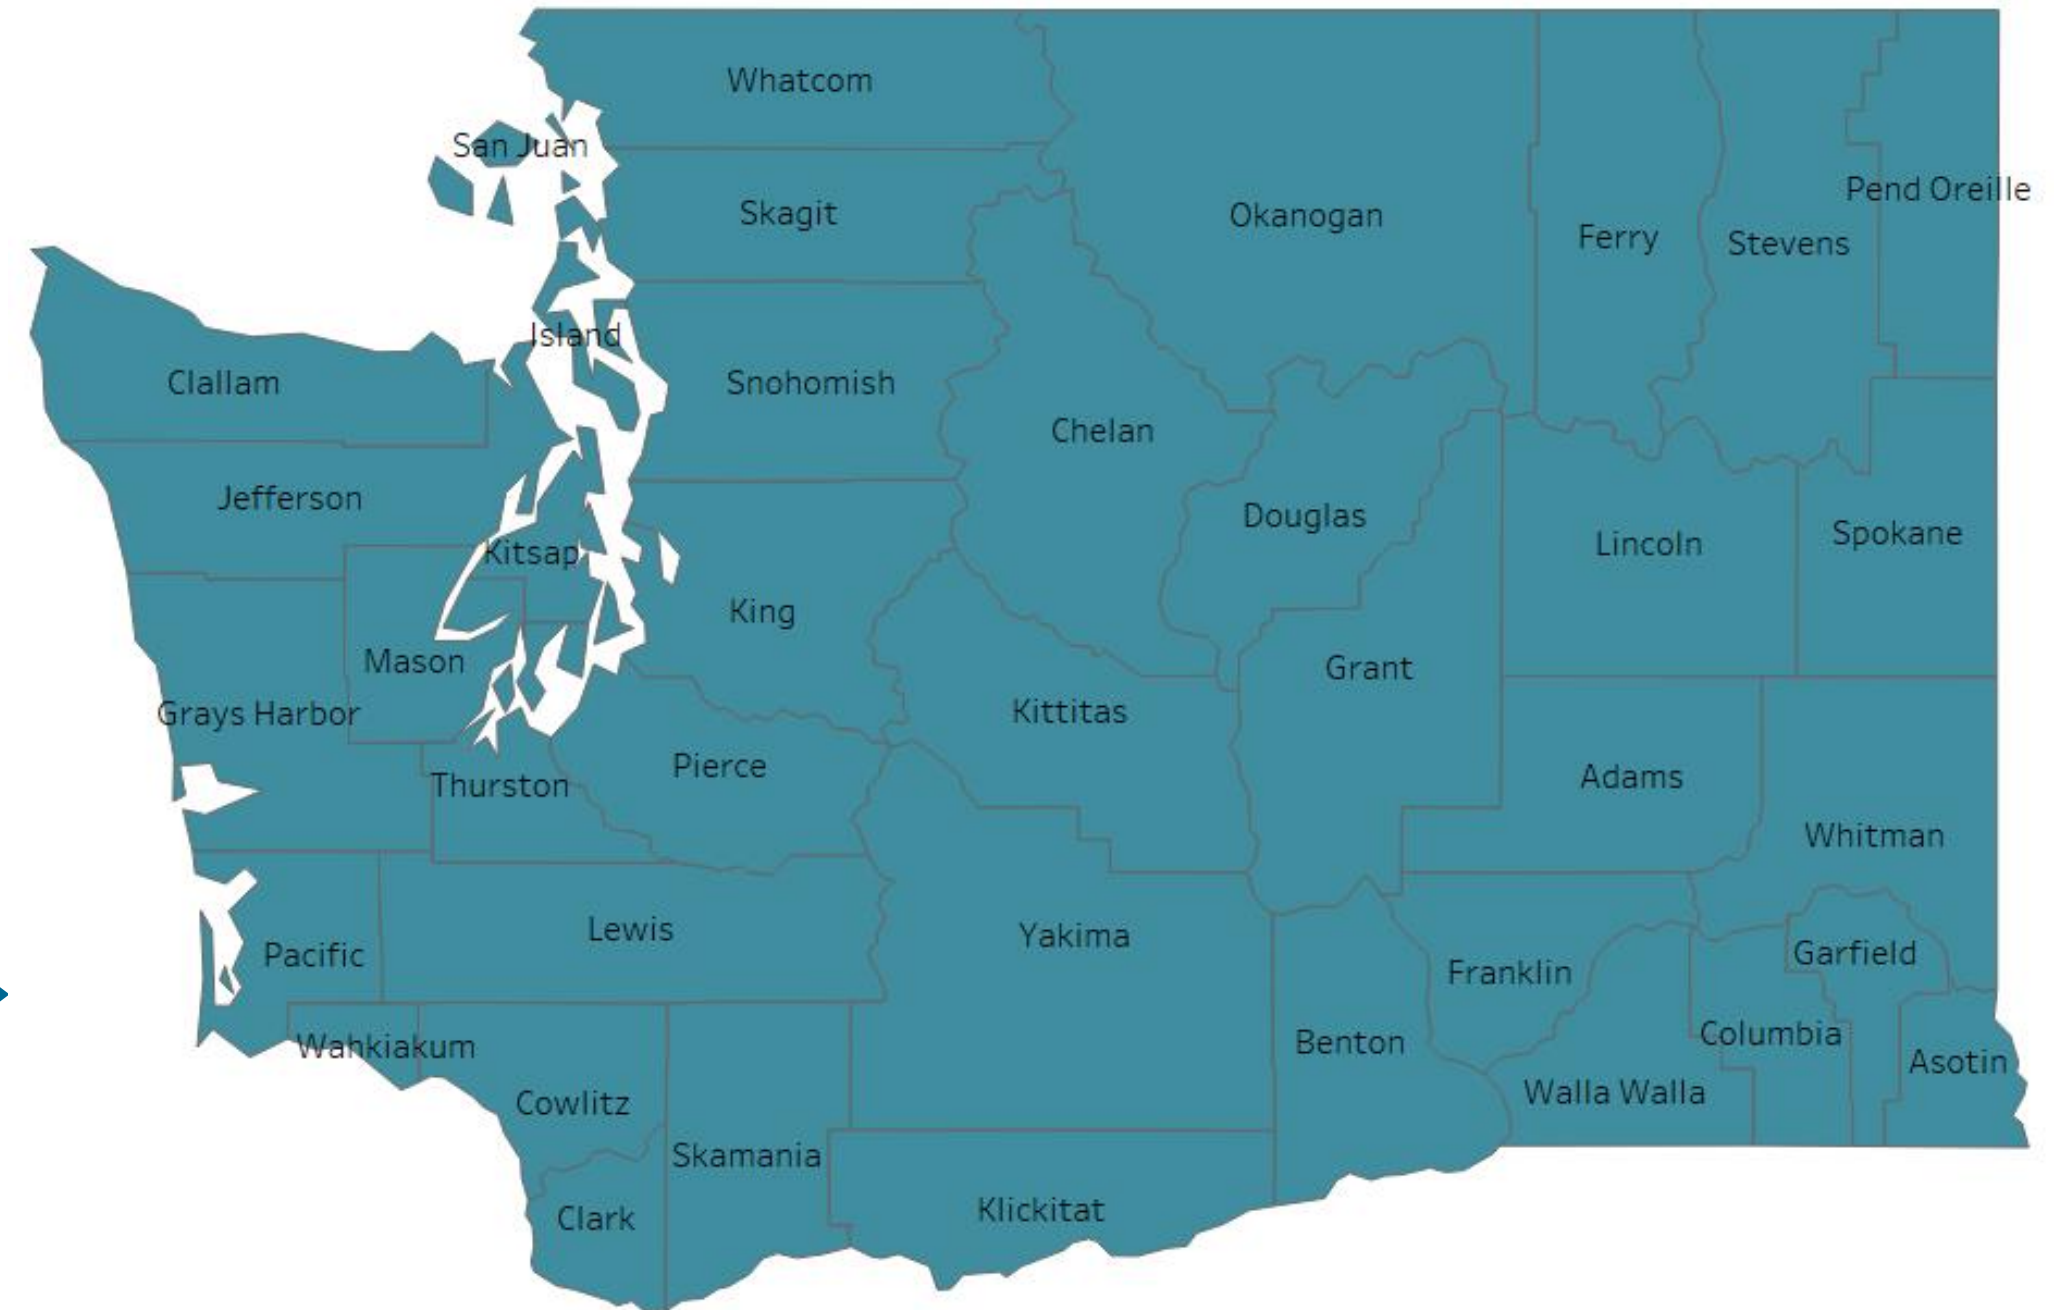 Whatcom
San Juan
Pend Oreille
Skagit
Okanogan
Ferry
Stevens
Island
Clallam
Snohomish
Chelan
Jefferson
Douglas
Spokane
Lincoln
Kitsap
King
Mason
Grant
Grays Harbor
Kittitas
Pierce
Adams
Thurston
Whitman
Lewis
Yakima
Pacific
Garfield
Franklin
Columbia
Benton
Wahkiakum
Asotin
Walla Walla
Cowlitz
Skamania
Klickitat
Clark